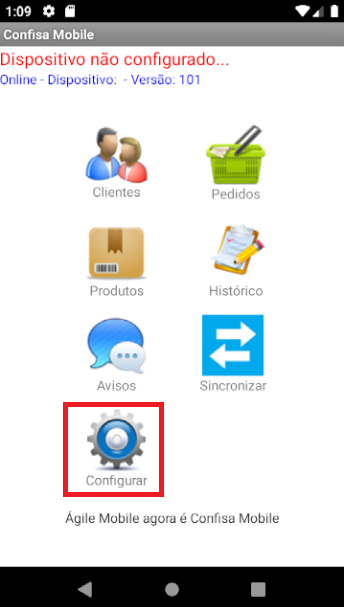 1:09
Confisa Mobile
Dispositivo não configurado...
Online - Dispositivo:  - Versão: 101
Clientes
Pedidos
Produtos
Histórico
Avisos
Sincronizar
Configurar
Ágile Mobile agora é Confisa Mobile